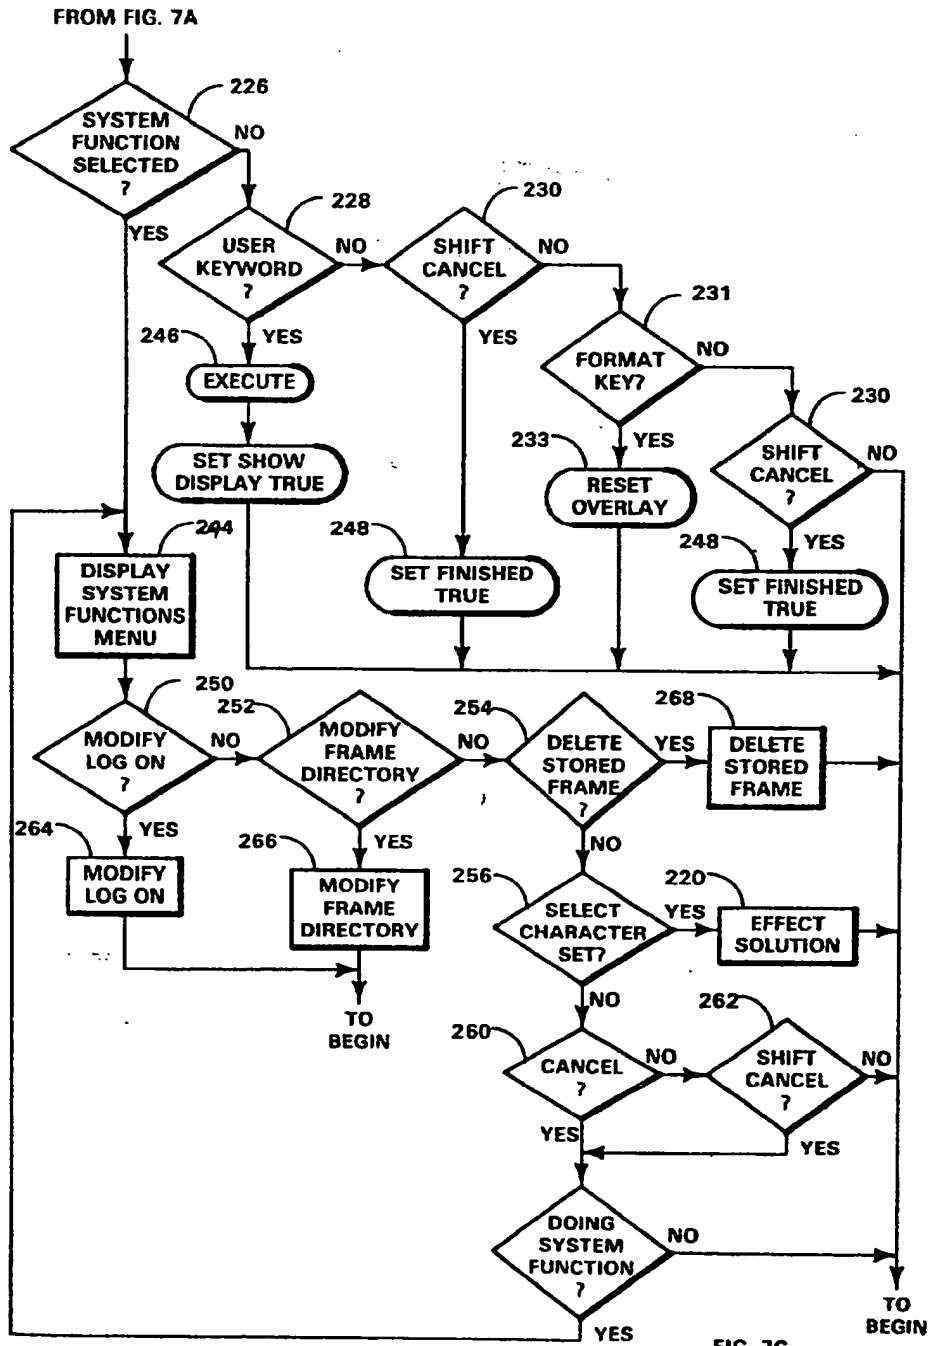 FROM FIG. 7A
226
SYSTEM
FUNCTION
SELECTED
?
NO
YES
228
USER
KEYWORD
?
NO
YES
230
SHIFT
CANCEL
?
NO
YES
231
FORMAT
KEY?
NO
YES
230
SHIFT
CANCEL
?
NO
YES
246
EXECUTE
SET SHOW
DISPLAY TRUE
233
RESET
OVERLAY
248
SET FINISHED
TRUE
248
SET FINISHED
TRUE
244
DISPLAY
SYSTEM
FUNCTIONS
MENU
250
MODIFY
LOG ON
?
NO
YES
252
MODIFY
FRAME
DIRECTORY
?
NO
YES
254
DELETE
STORED
FRAME
?
YES
NO
268
DELETE
STORED
FRAME
264
MODIFY
LOG ON
266
MODIFY
FRAME
DIRECTORY
TO
BEGIN
256
SELECT
CHARACTER
SET?
YES
NO
220
EFFECT
SOLUTION
260
CANCEL
?
NO
YES
262
SHIFT
CANCEL
?
NO
YES
DOING
SYSTEM
FUNCTION
?
NO
YES
TO
BEGIN